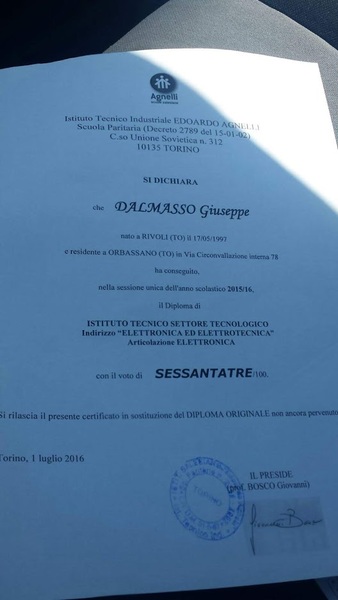 Agnelli
Istituto Tecnico Industriale EDOARDO AGNELLI
Scuola Paritaria (Decreto 2789 del 15-01-02)
C.so Unione Sovietica n. 312
10135 TORINO
SI DICHIARA
che DALMASSO Giuseppe
nato a RIVOLI (TO) il 17/05/1997
e residente a ORBASSANO (TO) in Via Circonvallazione interna 78
ha conseguito,
nella sessione unica dell'anno scolastico 2015/16,
il Diploma di
ISTITUTO TECNICO SETTORE TECNOLOGICO
Indirizzo "ELETTRONICA ED ELETTROTECNICA"
Articolazione ELETTRONICA
con il voto di SESSANTATRE/100.
Si rilascia il presente certificato in sostituzione del DIPLOMA ORIGINALE non ancora pervenuto
Torino, 1 luglio 2016
IL PRESIDE
(prof. BOSCO Giovanni)
TORINO